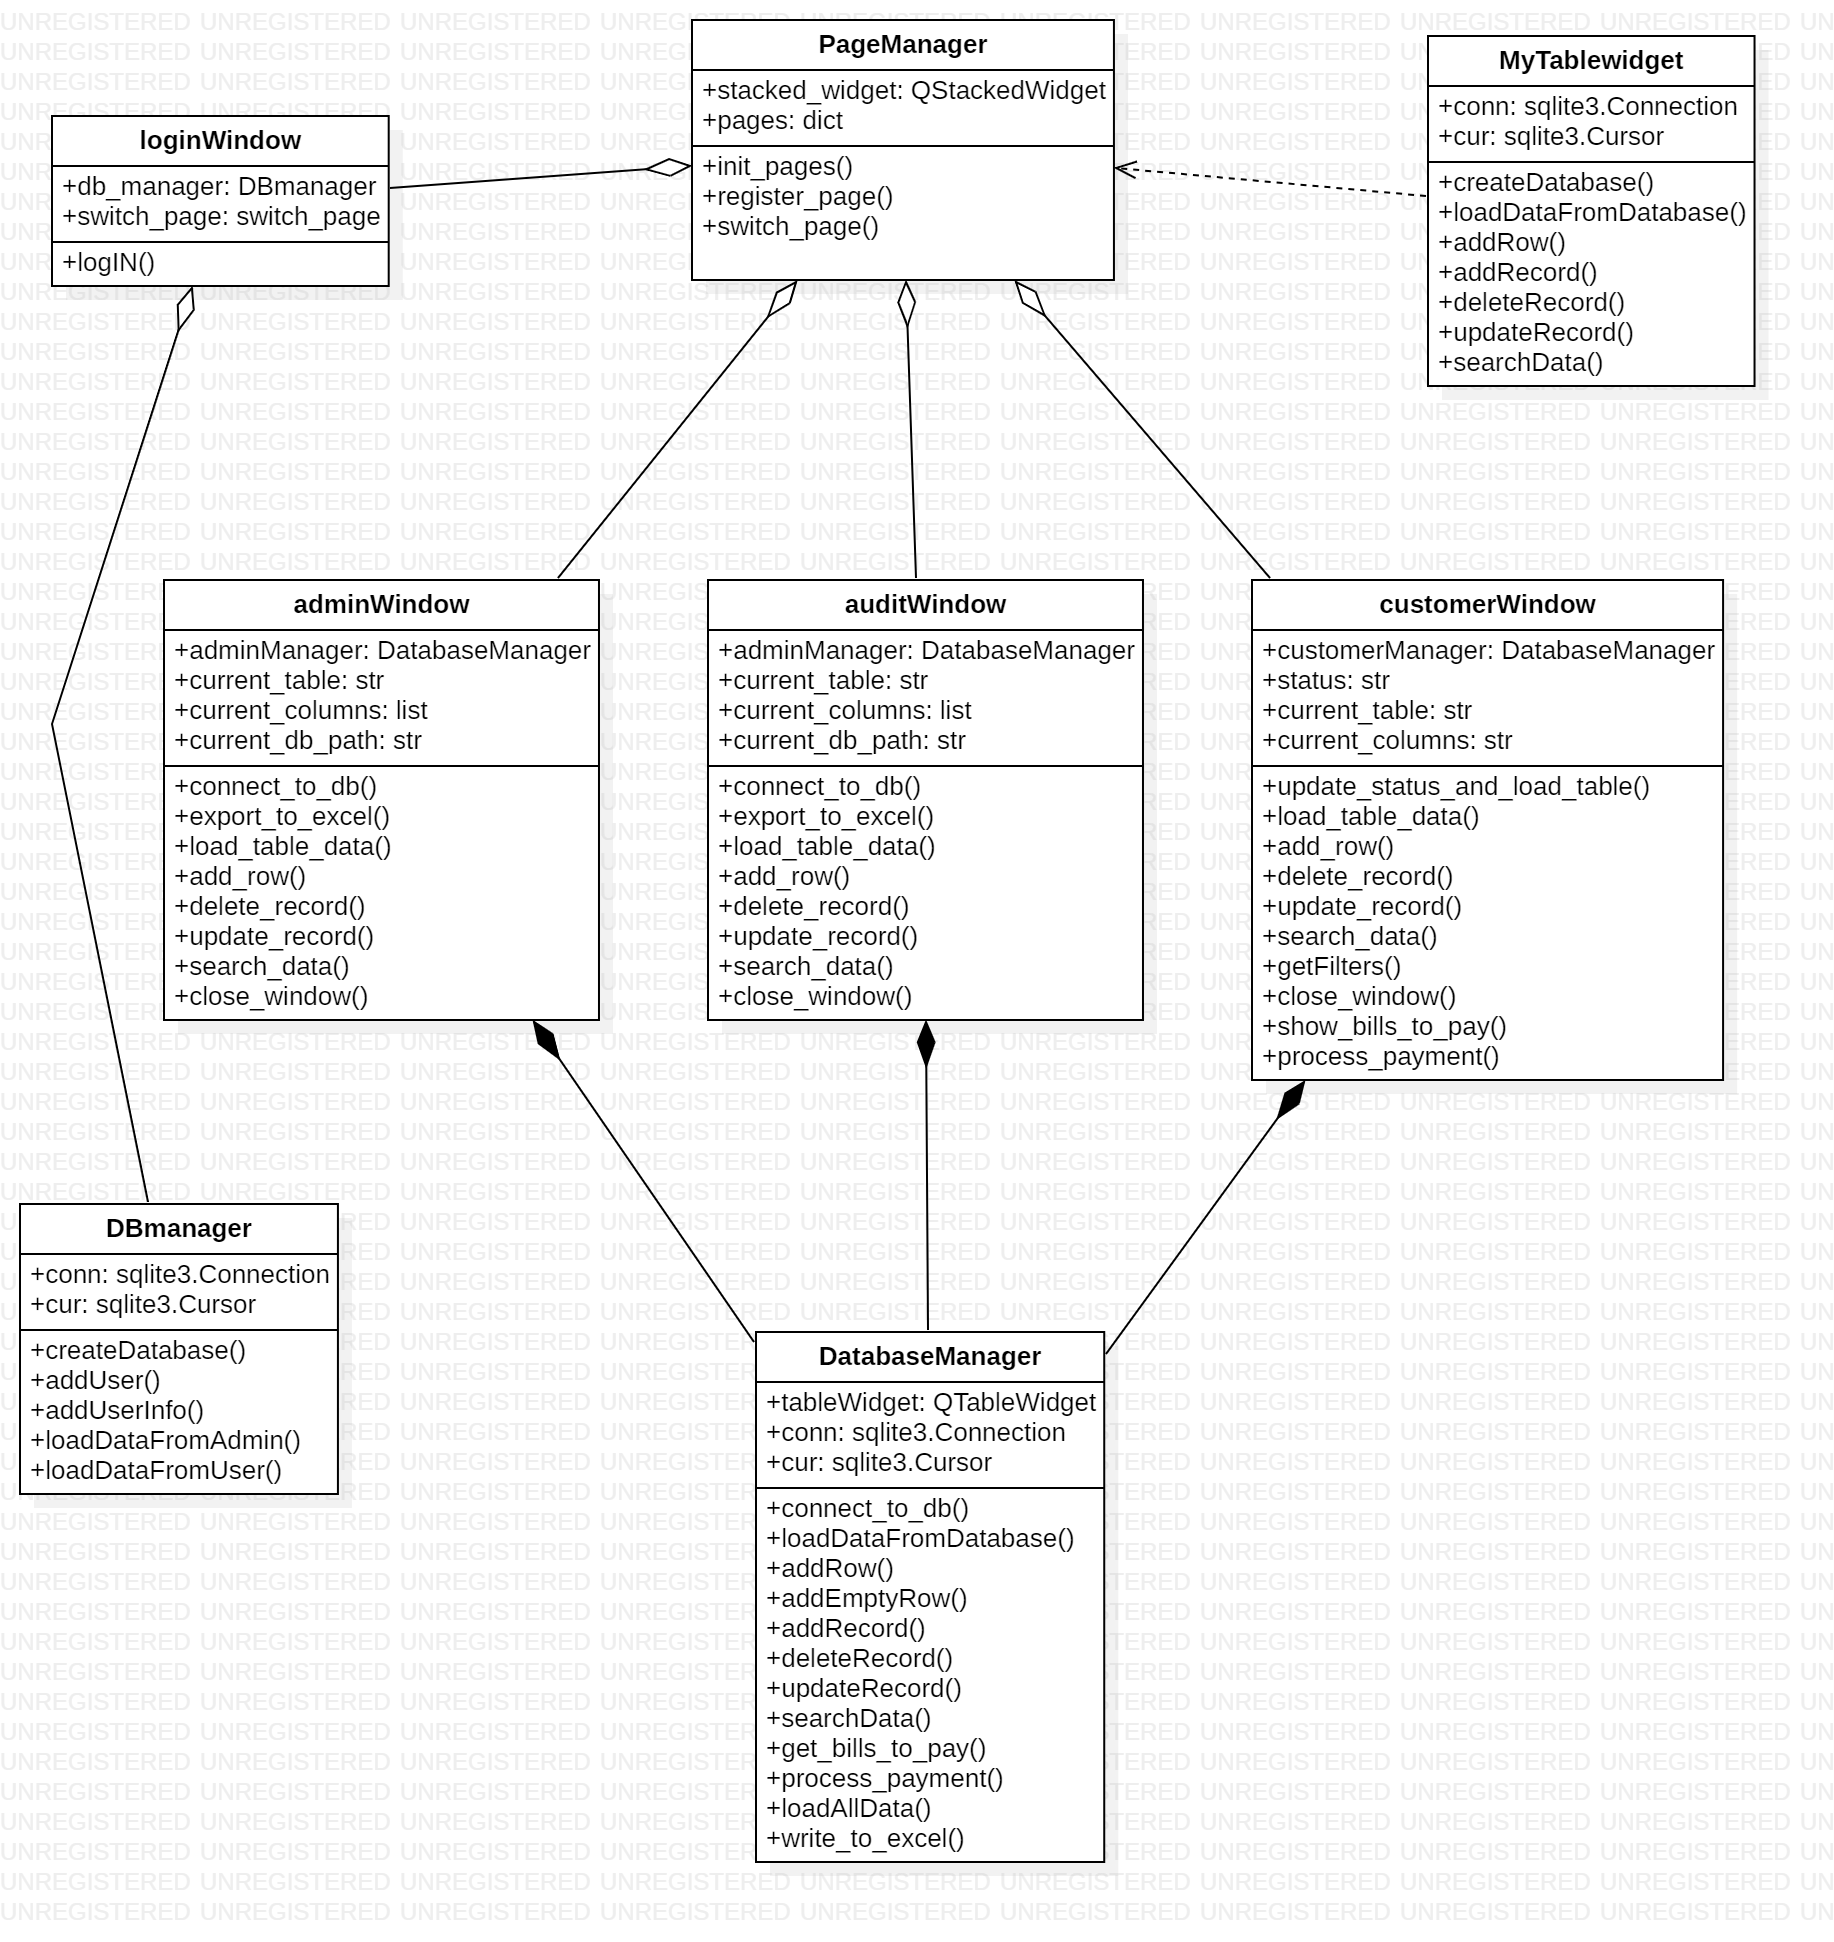 PageManager
+stacked_widget: QStackedWidget
+pages: dict
+init_pages()
+register_page()
+switch_page()
MyTablewidget
+conn: sqlite3.Connection
+cur: sqlite3.Cursor
+createDatabase()
+loadDataFromDatabase()
+addRow()
+addRecord()
+deleteRecord()
+updateRecord()
+searchData()
loginWindow
+db_manager: DBmanager
+switch_page: switch_page
+logIN()
adminWindow
+adminManager: DatabaseManager
+current_table: str
+current_columns: list
+current_db_path: str
+connect_to_db()
+export_to_excel()
+load_table_data()
+add_row()
+delete_record()
+update_record()
+search_data()
+close_window()
auditWindow
+adminManager: DatabaseManager
+current_table: str
+current_columns: list
+current_db_path: str
+connect_to_db()
+export_to_excel()
+load_table_data()
+add_row()
+delete_record()
+update_record()
+search_data()
+close_window()
customerWindow
+customerManager: DatabaseManager
+status: str
+current_table: str
+current_columns: str
+update_status_and_load_table()
+load_table_data()
+add_row()
+delete_record()
+update_record()
+search_data()
+getFilters()
+close_window()
+show_bills_to_pay()
+process_payment()
DBmanager
+conn: sqlite3.Connection
+cur: sqlite3.Cursor
+createDatabase()
+addUser()
+addUserInfo()
+loadDataFromAdmin()
+loadDataFromUser()
DatabaseManager
+tableWidget: QTableWidget
+conn: sqlite3.Connection
+cur: sqlite3.Cursor
+connect_to_db()
+loadDataFromDatabase()
+addRow()
+addEmptyRow()
+addRecord()
+deleteRecord()
+updateRecord()
+searchData()
+get_bills_to_pay()
+process_payment()
+loadAllData()
+write_to_excel()
UNREGISTERED